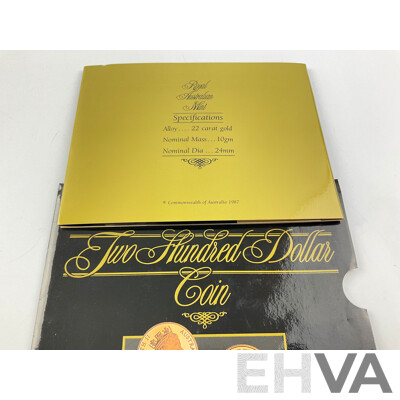 Royal
Australian
Mint
Specifications
Alloy .... 22 carat gold
Nominal Mass . . 10gm
Nominal Dia . . 24mm
© Commonwealth of Australia 1987
Two Hundred Dollar
Coin
EHVA